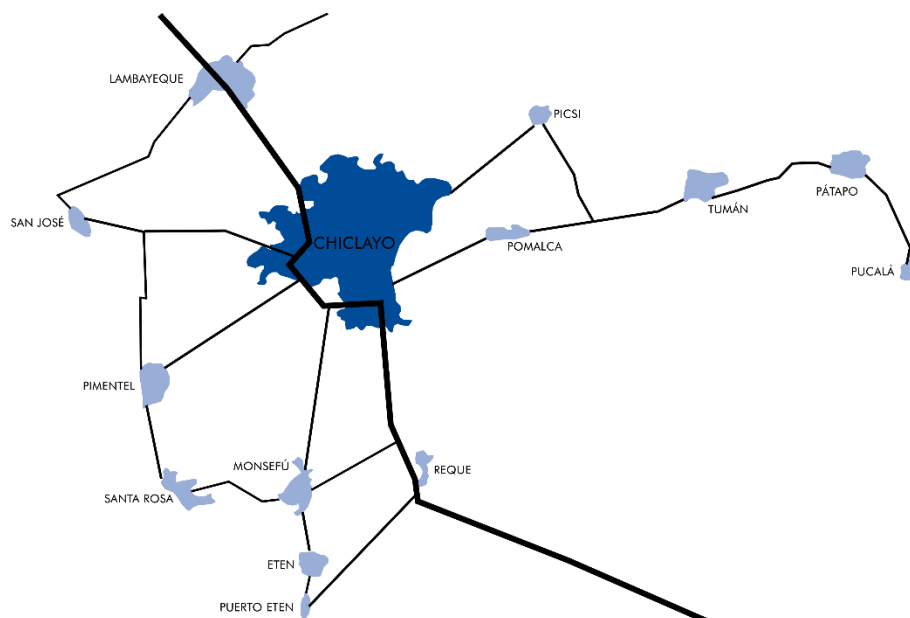 LAMBAYEQUE
PICSI
PÁTAPO
TUMÁN
SAN JOSÉ
CHICLAYO
POMALCA
PUCALÁ
PIMENTEL
MONSEFÚ
REQUE
SANTA ROSA
ETEN
PUERTO ETEN